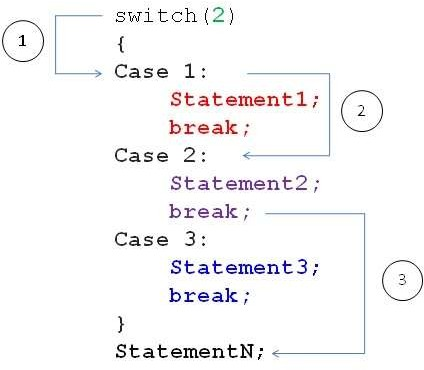 switch(2)
1
{
Case 1:
Statement1;
2
break;
Case 2:
Statement2;
break;
Case 3:
Statement3;
3
break;
}
StatementN;